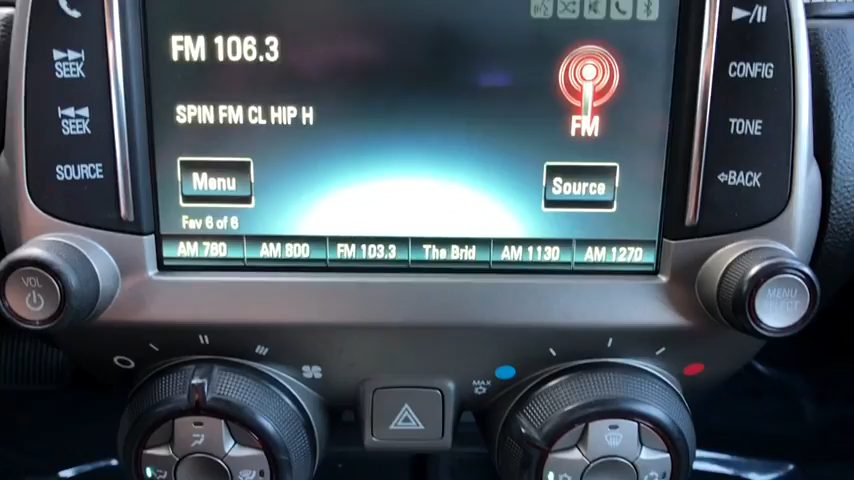 FM 106.3
SEEK
CONFIG
FM
SPIN FM CL HIP H
SEEK
TONE
SOURCE
Menu
Source
BACK
Fav 6 of 6
AM 780
AM 800
FM 103.3
The Brid
AM 1130
AM 1270
VOL
MENU
SELECT
MAX